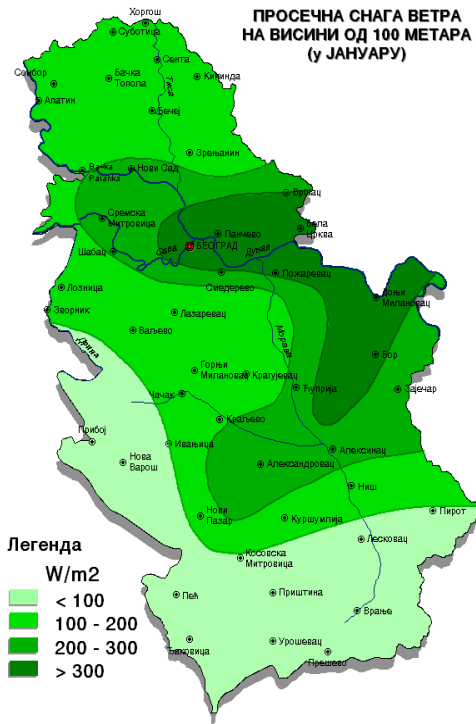 ПРОСЕЧНА СНАГА ВЕТРА
НА ВИСИНИ ОД 100 МЕТАРА
(у ЈАНУАРУ)
Хоргош
Суботица
Сента
Сомбор
Бачка
Топола
Кикинда
Тиса
Апатин
Бечеј
Зрењанин
Нови Сад
Palanka
Вршац
Сремска
Митровица
Панчево
Бела
Црква
Сава
БЕОГРАД
Дунав
Шабац
Пожаревац
Смедерево
Лозница
Доњи
Милановац
Зворник
Лазаревац
Ваљево
Морава
Дрина
Бор
Горњи
Милановац
Крагујевац
Ћуприја
Зајечар
Чачак
Краљево
Прибој
Ивањица
Алексинац
Нова
Варош
Александровац
Ниш
Нови
Пазар
Куршумлија
Пирот
Лесковац
Косовска
Митровица
Пећ
Приштина
Врање
Ђаковица
Урошевац
Прешево
Легенда
W/m2
< 100
100 - 200
200 - 300
> 300